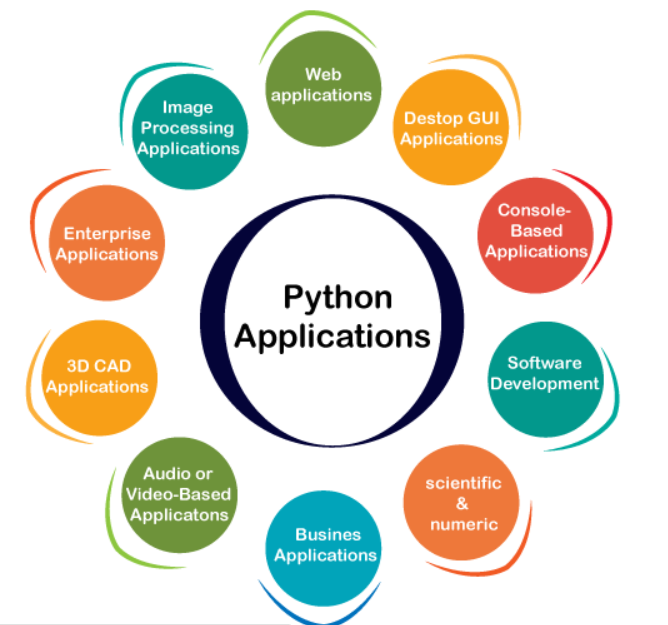 Web
applications
Destop GUI
Applications
Console-
Based
Applications
Software
Development
scientific
&
numeric
Busines
Applications
Audio or
Video-Based
Applicatons
3D CAD
Applications
Enterprise
Applications
Image
Processing
Applications
Python
Applications